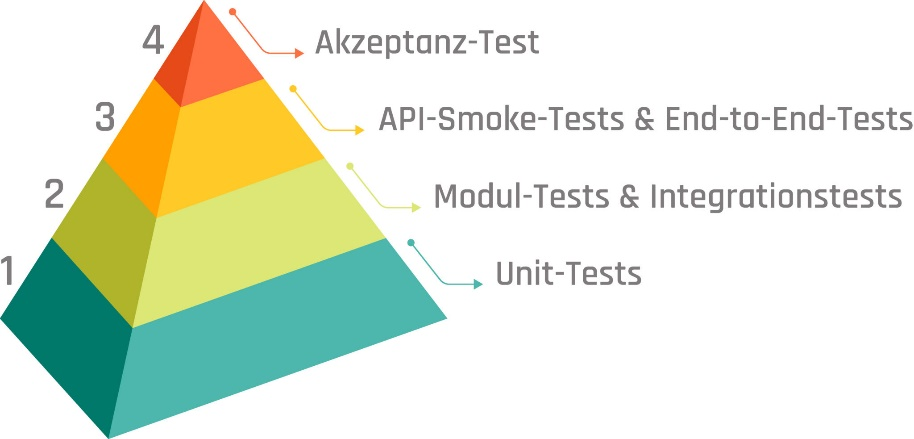 4 Akzeptanz-Test
3 API-Smoke-Tests & End-to-End-Tests
2 Modul-Tests & Integrationstests
1 Unit-Tests